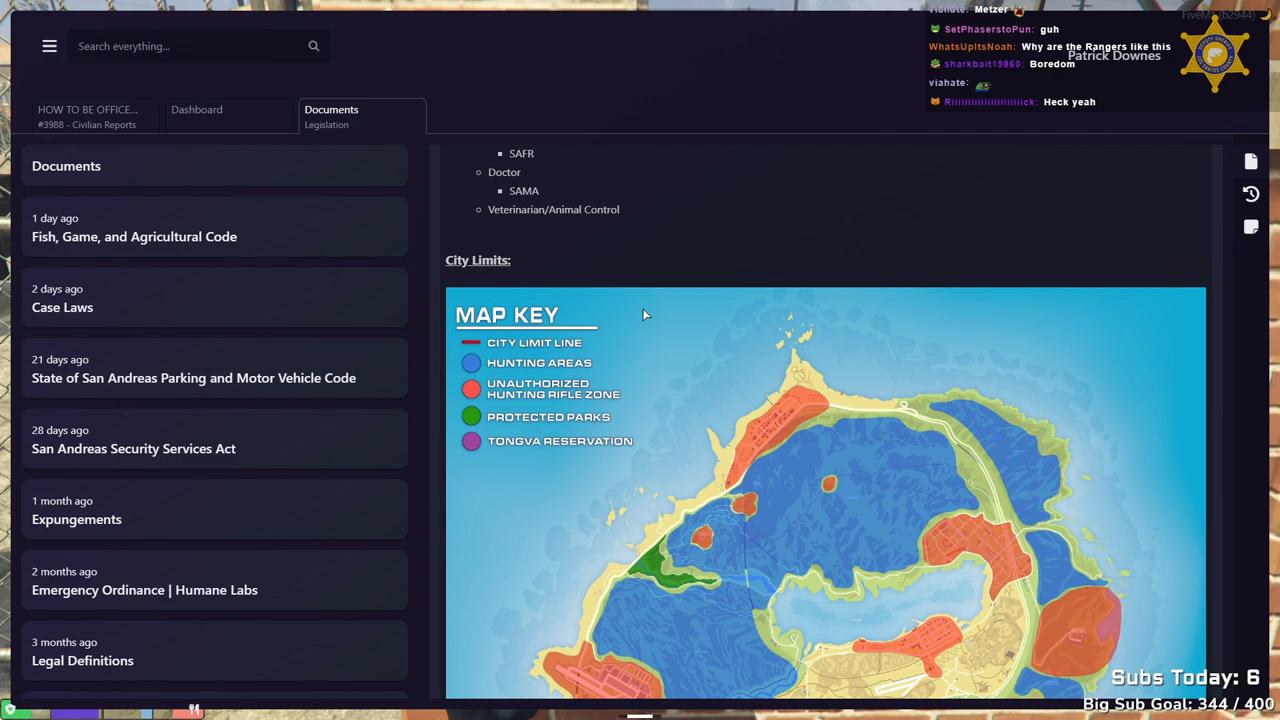 FiveM® (b2944)
viahate: Metzer
SetPhaserstoPun: guh
WhatsUpItsNoah: Why are the Rangers like this
sharkbait19860: Boredom
viahate:
Riiiiiiiiiiiiiiiiiiiick: Heck yeah
Patrick Downes
Search everything...
HOW TO BE OFFICE...
#3988 - Civilian Reports
Dashboard
Documents
Legislation
Documents
1 day ago
Fish, Game, and Agricultural Code
2 days ago
Case Laws
21 days ago
State of San Andreas Parking and Motor Vehicle Code
28 days ago
San Andreas Security Services Act
1 month ago
Expungements
2 months ago
Emergency Ordinance | Humane Labs
3 months ago
Legal Definitions
SAFR
Doctor
SAMA
Veterinarian/Animal Control
City Limits:
MAP KEY
CITY LIMIT LINE
HUNTING AREAS
UNAUTHORIZED
HUNTING RIFLE ZONE
PROTECTED PARKS
TONGVA RESERVATION
Subs Today: 6
Big Sub Goal: 344 / 400